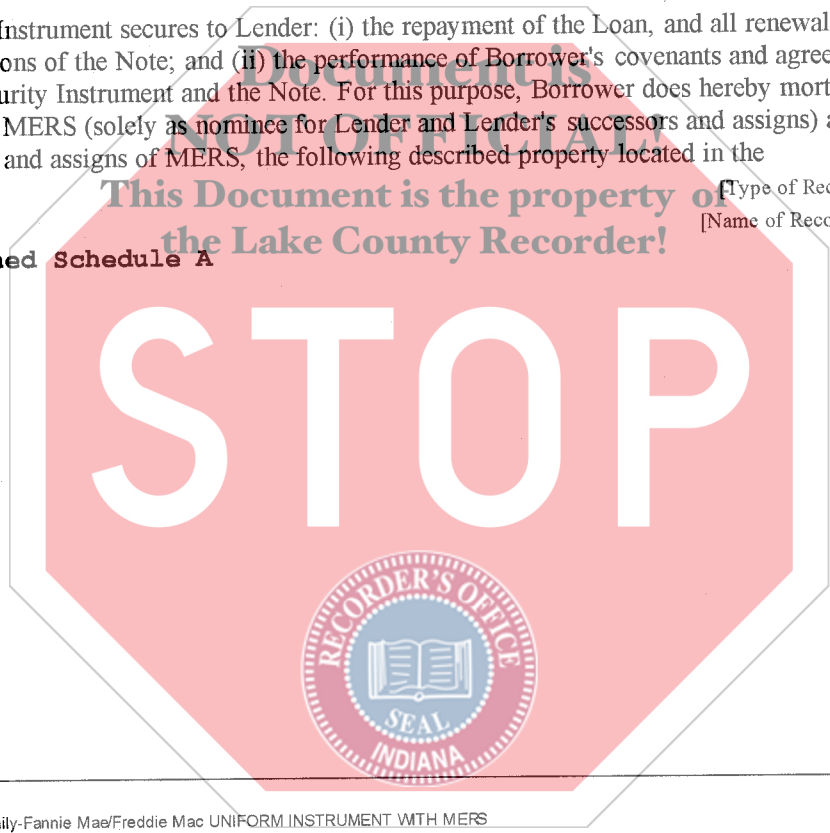 Instrument secures to Lender: (i) the repayment of the Loan, and all renewal
ons of the Note; and (ii) the performance of Borrower's covenants and agree
urity Instrument and the Note. For this purpose, Borrower does hereby mort
MERS (solely as nominee for Lender and Lender's successors and assigns) a
and assigns of MERS, the following described property located in the
[Type of Rec
[Name of Reco
ned Schedule A
Document is
NOT OFFICIAL!
This Document is the property of
the Lake County Recorder!
STOP
RECORDER'S OFFICE
SEAL
INDIANA
ily-Fannie Mae/Freddie Mac UNIFORM INSTRUMENT WITH MERS